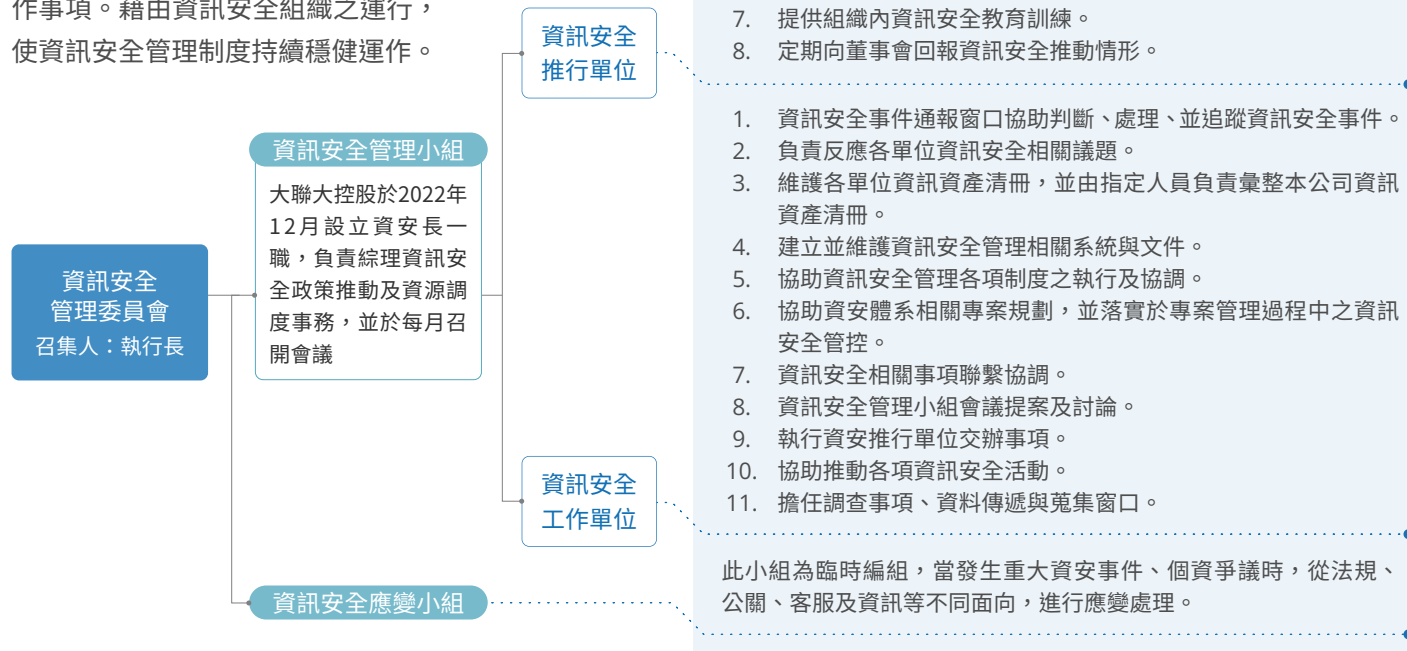 作事項。藉由資訊安全組織之運行，
使資訊安全管理制度持續穩健運作。
資訊安全
管理委員會
召集人：執行長
資訊安全管理小組
大聯大控股於2022年
12月設立資安長一
職，負責綜理資訊安
全政策推動及資源調
度事務，並於每月召
開會議
資訊安全應變小組
資訊安全
推行單位
資訊安全
工作單位
7. 提供組織內資訊安全教育訓練。
8. 定期向董事會回報資訊安全推動情形。
1. 資訊安全事件通報窗口協助判斷、處理、並追蹤資訊安全事件。
2. 負責反應各單位資訊安全相關議題。
3. 維護各單位資訊資產清冊，並由指定人員負責彙整本公司資訊
資產清冊。
4. 建立並維護資訊安全管理相關系統與文件。
5. 協助資訊安全管理各項制度之執行及協調。
6. 協助資安體系相關專案規劃，並落實於專案管理過程中之資訊
安全管控。
7. 資訊安全相關事項聯繫協調。
8. 資訊安全管理小組會議提案及討論。
9. 執行資安推行單位交辦事項。
10. 協助推動各項資訊安全活動。
11. 擔任調查事項、資料傳遞與蒐集窗口。
此小組為臨時編組，當發生重大資安事件、個資爭議時，從法規、
公關、客服及資訊等不同面向，進行應變處理。